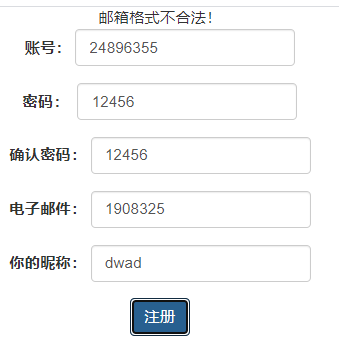 邮箱格式不合法！
账号： 24896355
密码： 12456
确认密码： 12456
电子邮件： 1908325
你的昵称： dwad
注册